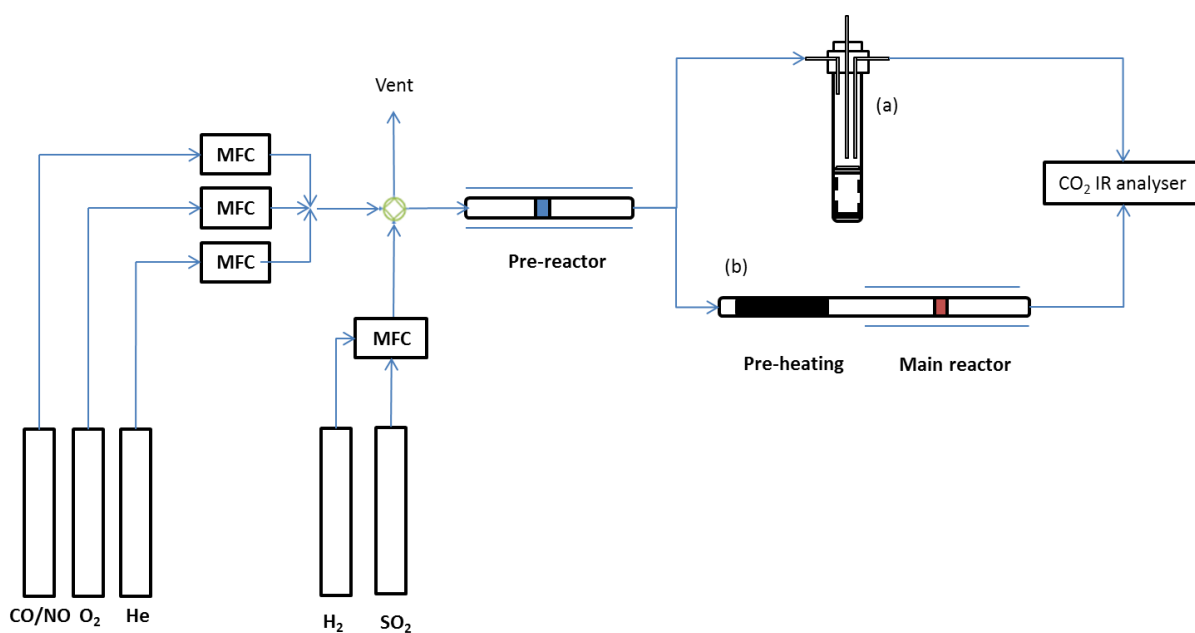 Vent
(a)
MFC
MFC
MFC
CO₂ IR analyser
Pre-reactor
(b)
MFC
Pre-heating
Main reactor
CO/NO
O₂
He
H₂
SO₂